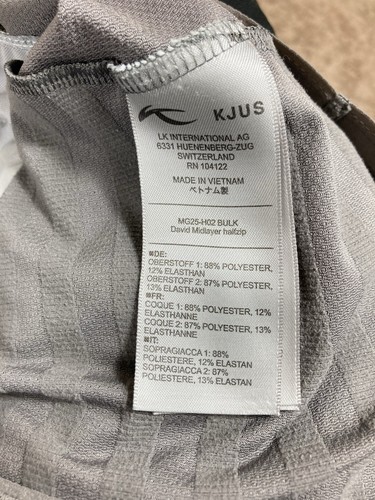 KJUS
LK INTERNATIONAL AG
6331 HUENENBERG-ZUG
SWITZERLAND
RN 104122
MADE IN VIETNAM
ベトナム製
MG25-H02 BULK
David Midlayer halfzip
※DE:
OBERSTOFF 1: 88% POLYESTER,
12% ELASTHAN
OBERSTOFF 2: 87% POLYESTER,
13% ELASTHAN
※FR:
COQUE 1: 88% POLYESTER, 12%
ELASTHANNE
COQUE 2: 87% POLYESTER, 13%
ELASTHANNE
※IT:
SOPRAGIACCA 1: 88%
POLIESTERE, 12% ELASTAN
SOPRAGIACCA 2: 87%
POLIESTERE, 13% ELASTAN